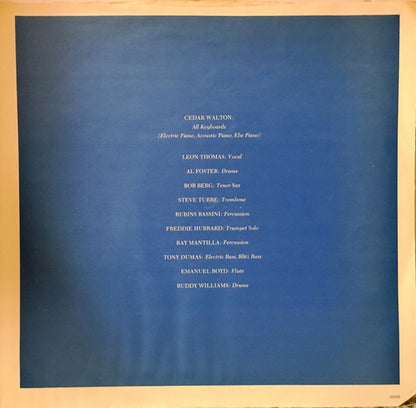 CEDAR WALTON:
All Keyboards
(Electric Piano, Acoustic Piano, Elec Piano)
LEON THOMAS: Vocal
AL FOSTER: Drums
BOB BERG: Tenor Sax
STEVE TURRE: Trombone
RUBINS BASSINI: Percussion
FREDDIE HUBBARD: Trumpet Solo
RAY MANTILLA: Percussion
TONY DUMAS: Electric Bass, Blitz Bass
EMANUEL BOYD: Flute
BUDDY WILLIAMS: Drums